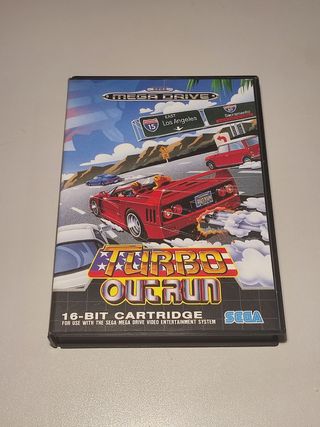 SEGA
MEGA DRIVE
EAST
Los Angeles
15
Sacramento
TURBO
OUTRUN
16-BIT CARTRIDGE
FOR USE WITH THE SEGA MEGA DRIVE VIDEO ENTERTAINMENT SYSTEM
SEGA